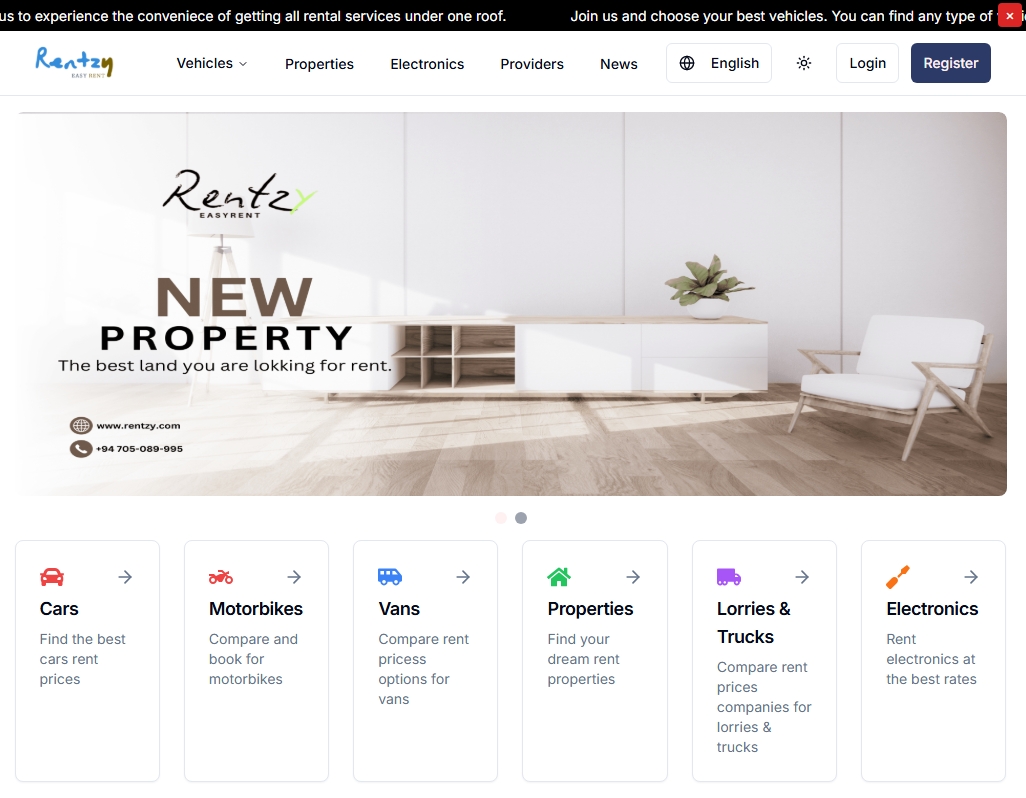 us to experience the conveniece of getting all rental services under one roof. Join us and choose your best vehicles. You can find any type of
Rentzy
EASY RENT
Vehicles Properties Electronics Providers News English Login Register
Rentzy
EASYRENT
NEW
PROPERTY
The best land you are lokking for rent.
www.rentzy.com
+94 705-089-995
Cars
Find the best
cars rent
prices
Motorbikes
Compare and
book for
motorbikes
Vans
Compare rent
pricess
options for
vans
Properties
Find your
dream rent
properties
Lorries &
Trucks
Compare rent
prices
companies for
lorries &
trucks
Electronics
Rent
electronics at
the best rates